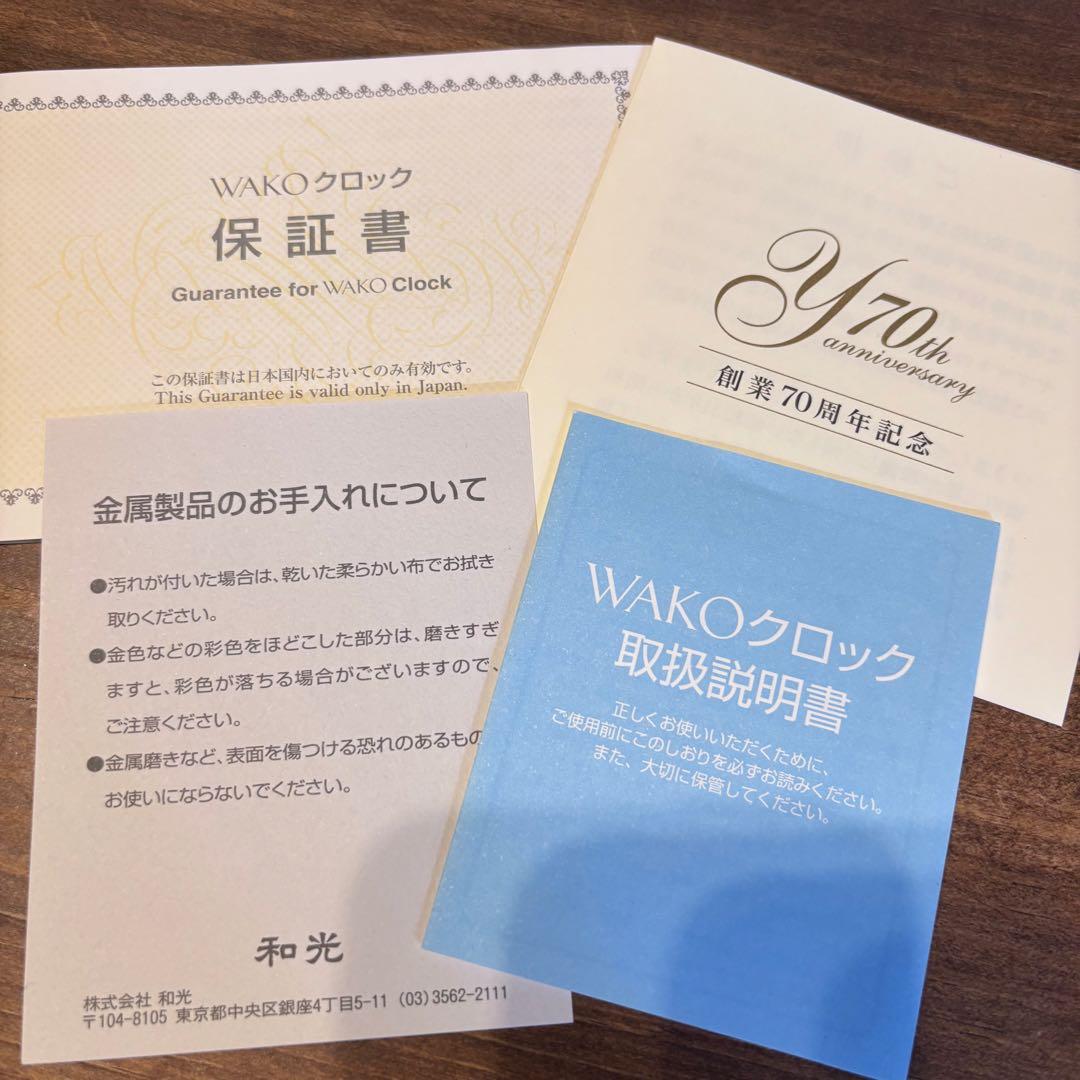 WAKOクロック
保証書
Guarantee for WAKO Clock
この保証書は日本国内においてのみ有効です。
This Guarantee is valid only in Japan.
y70th
anniversary
創業70周年記念
金属製品のお手入れについて
●汚れが付いた場合は、乾いた柔らかい布でお拭き
取りください。
●金色などの彩色をほどこした部分は、磨きすぎ
ますと、彩色が落ちる場合がございますので、
ご注意ください。
●金属磨きなど、表面を傷つける恐れのあるもの
お使いにならないでください。
和光
株式会社 和光
〒104-8105 東京都中央区銀座4丁目5-11 (03)3562-2111
WAKOクロック
取扱説明書
正しくお使いいただくために、
ご使用前にこのしおりを必ずお読みください。
また、大切に保管してください。